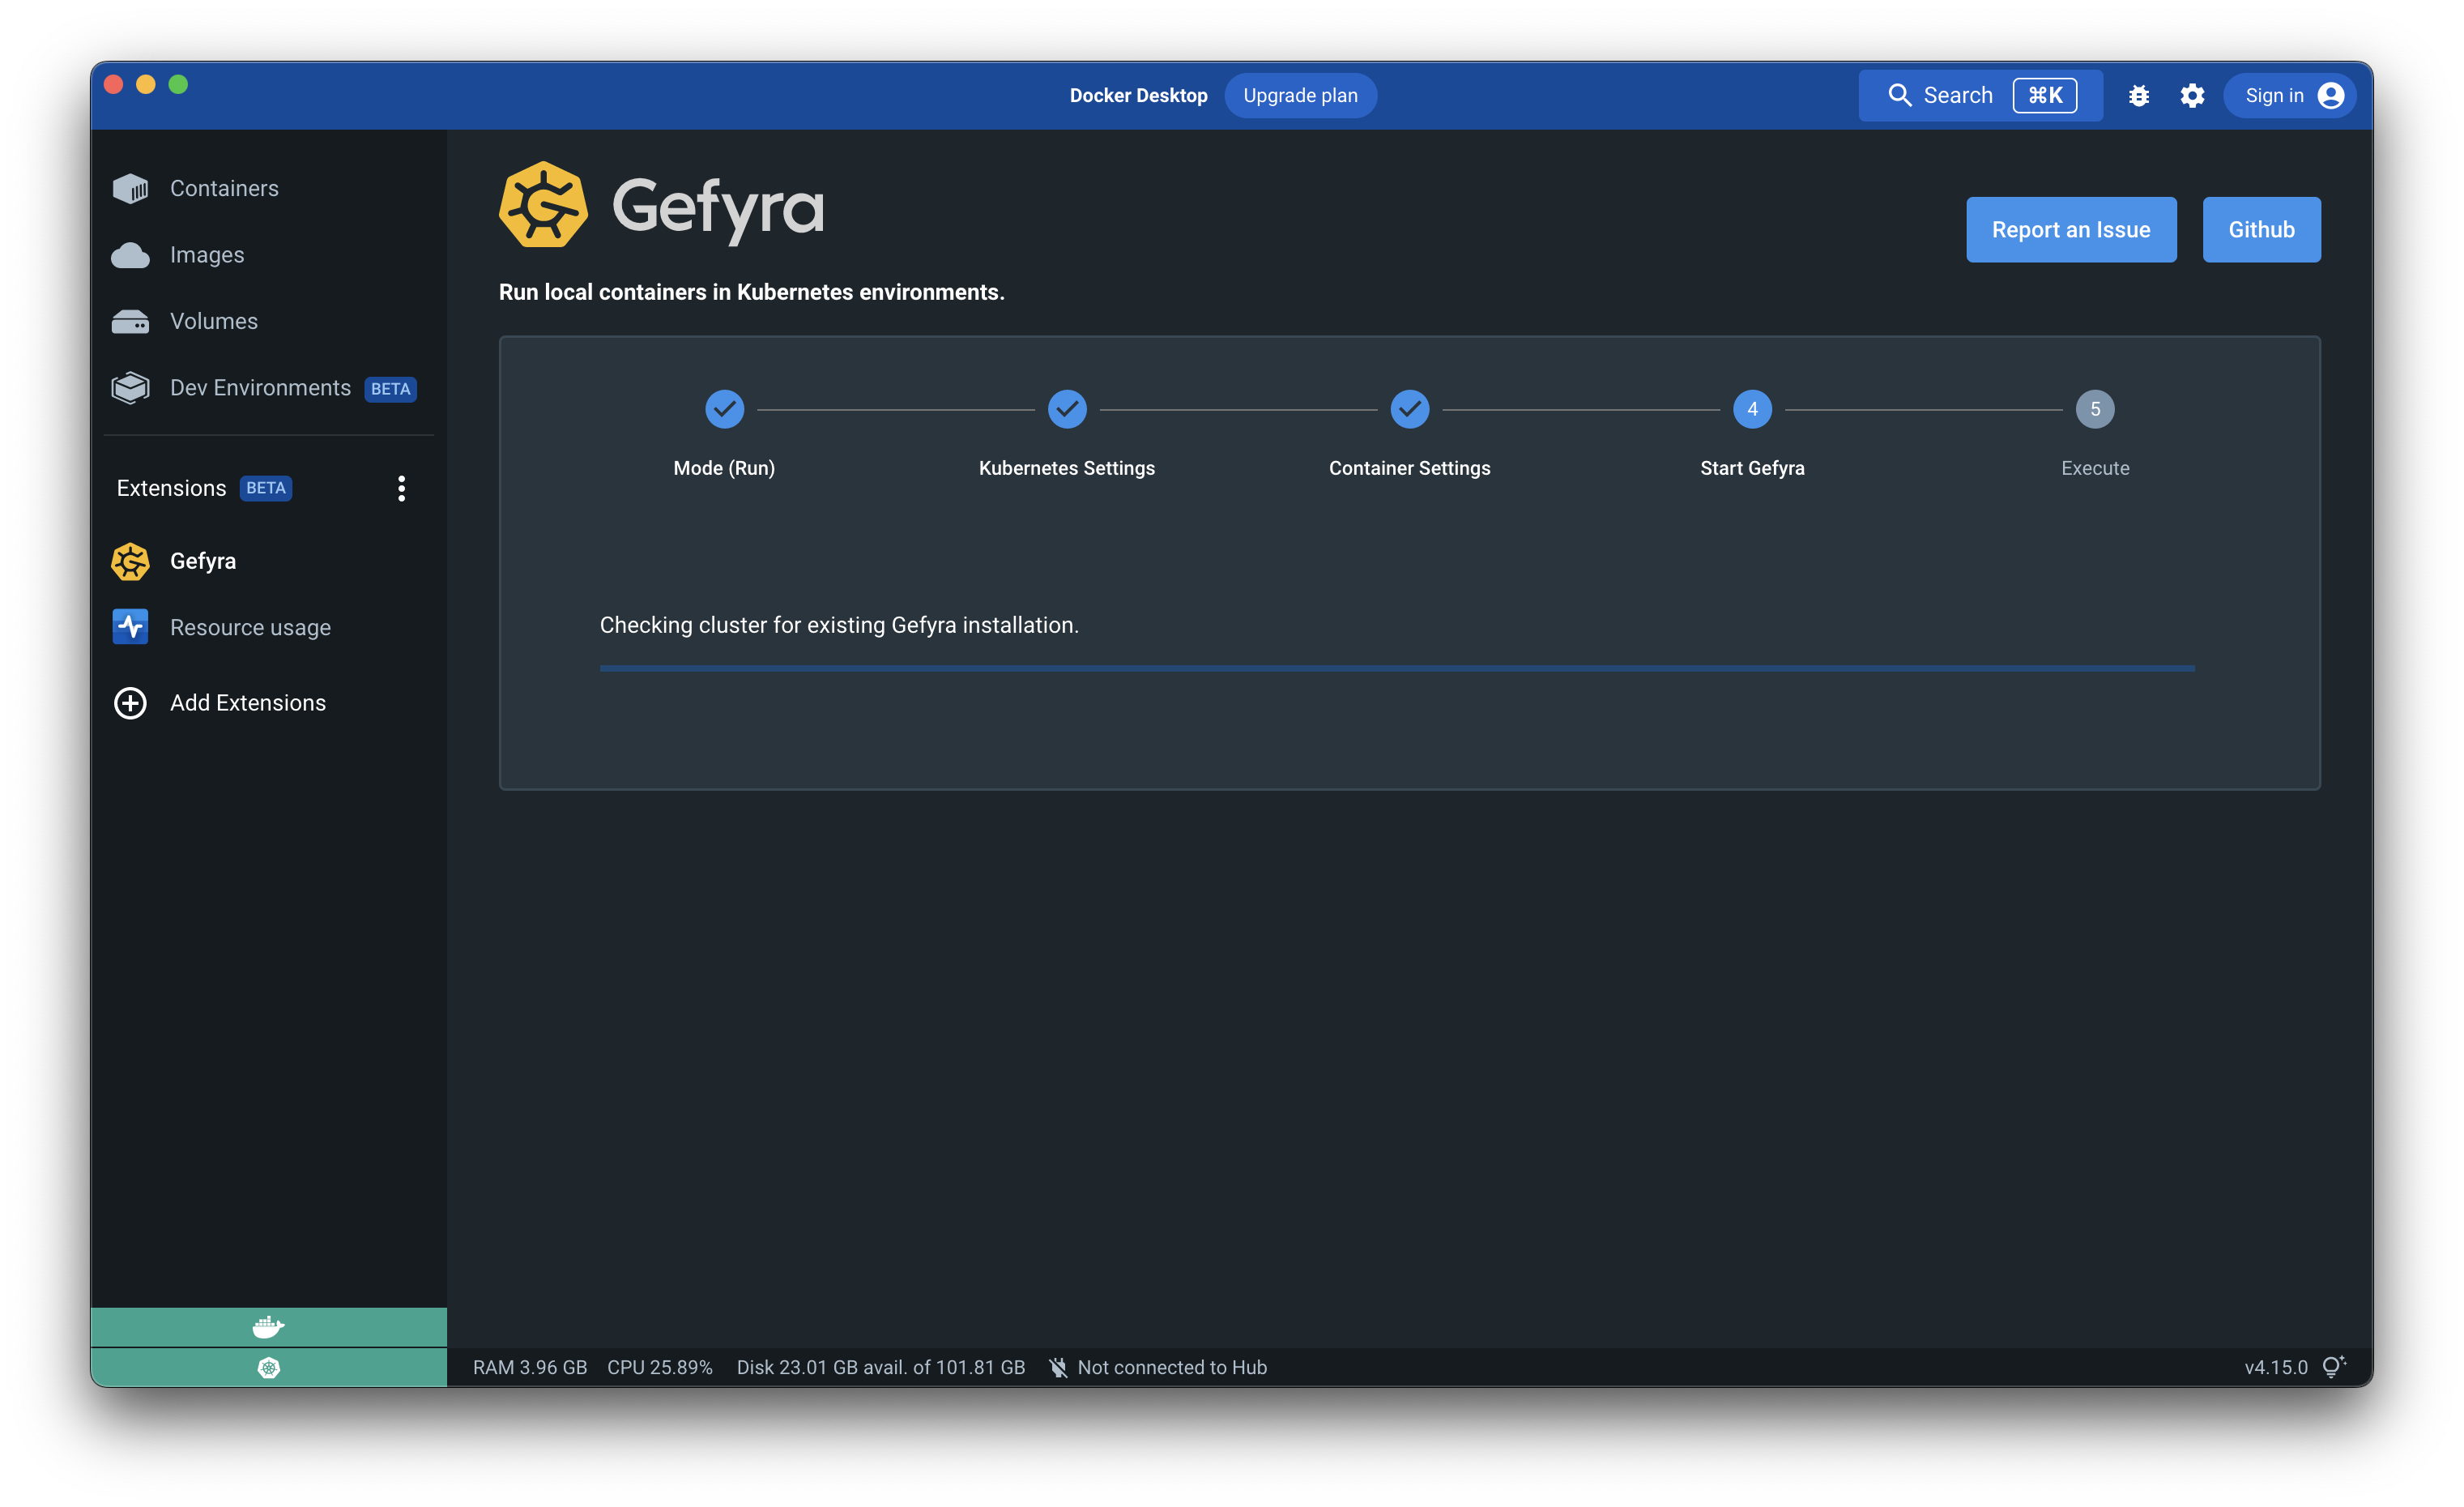 Docker Desktop Upgrade plan Search ⌘K Sign in
Containers
Images
Volumes
Dev Environments BETA
Extensions BETA
Gefyra
Resource usage
Add Extensions
Gefyra
Report an Issue Github
Run local containers in Kubernetes environments.
4 5
Mode (Run) Kubernetes Settings Container Settings Start Gefyra Execute
Checking cluster for existing Gefyra installation.
RAM 3.96 GB CPU 25.89% Disk 23.01 GB avail. of 101.81 GB Not connected to Hub v4.15.0